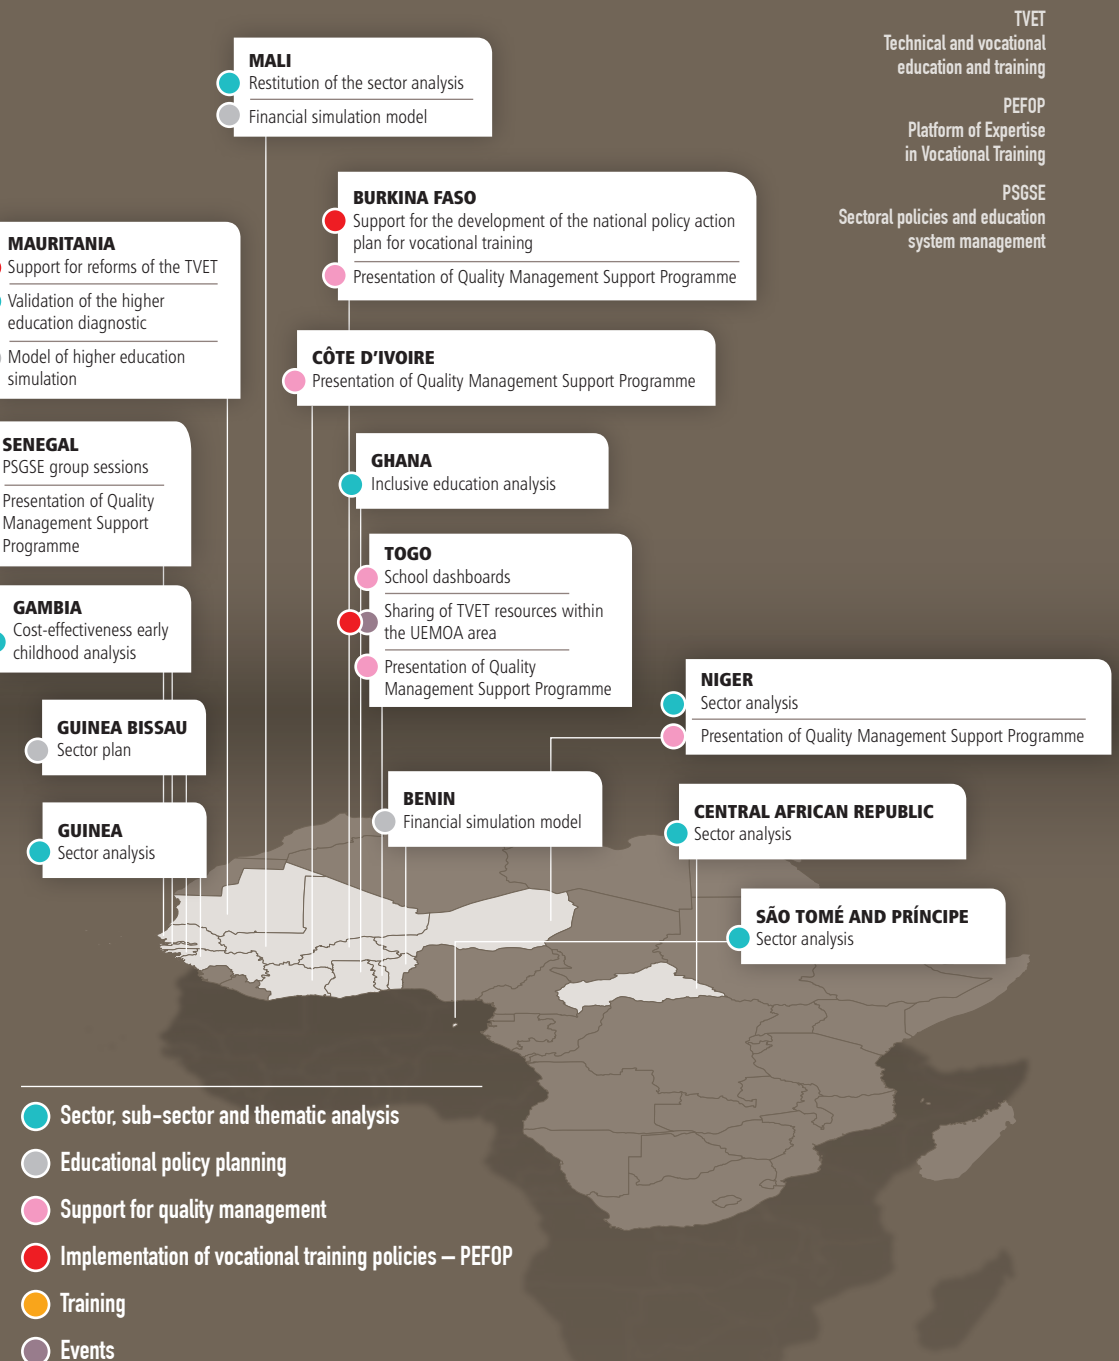 TVET
Technical and vocational
education and training
PEFOP
Platform of Expertise
in Vocational Training
PSGSE
Sectoral policies and education
system management
MALI
Restitution of the sector analysis
Financial simulation model
BURKINA FASO
Support for the development of the national policy action
plan for vocational training
Presentation of Quality Management Support Programme
MAURITANIA
Support for reforms of the TVET
Validation of the higher
education diagnostic
Model of higher education
simulation
CÔTE D'IVOIRE
Presentation of Quality Management Support Programme
SENEGAL
PSGSE group sessions
Presentation of Quality
Management Support
Programme
GHANA
Inclusive education analysis
TOGO
School dashboards
Sharing of TVET resources within
the UEMOA area
Presentation of Quality
Management Support Programme
GAMBIA
Cost-effectiveness early
childhood analysis
NIGER
Sector analysis
Presentation of Quality Management Support Programme
GUINEA BISSAU
Sector plan
BENIN
Financial simulation model
CENTRAL AFRICAN REPUBLIC
Sector analysis
GUINEA
Sector analysis
SÃO TOMÉ AND PRÍNCIPE
Sector analysis
Sector, sub-sector and thematic analysis
Educational policy planning
Support for quality management
Implementation of vocational training policies – PEFOP
Training
Events